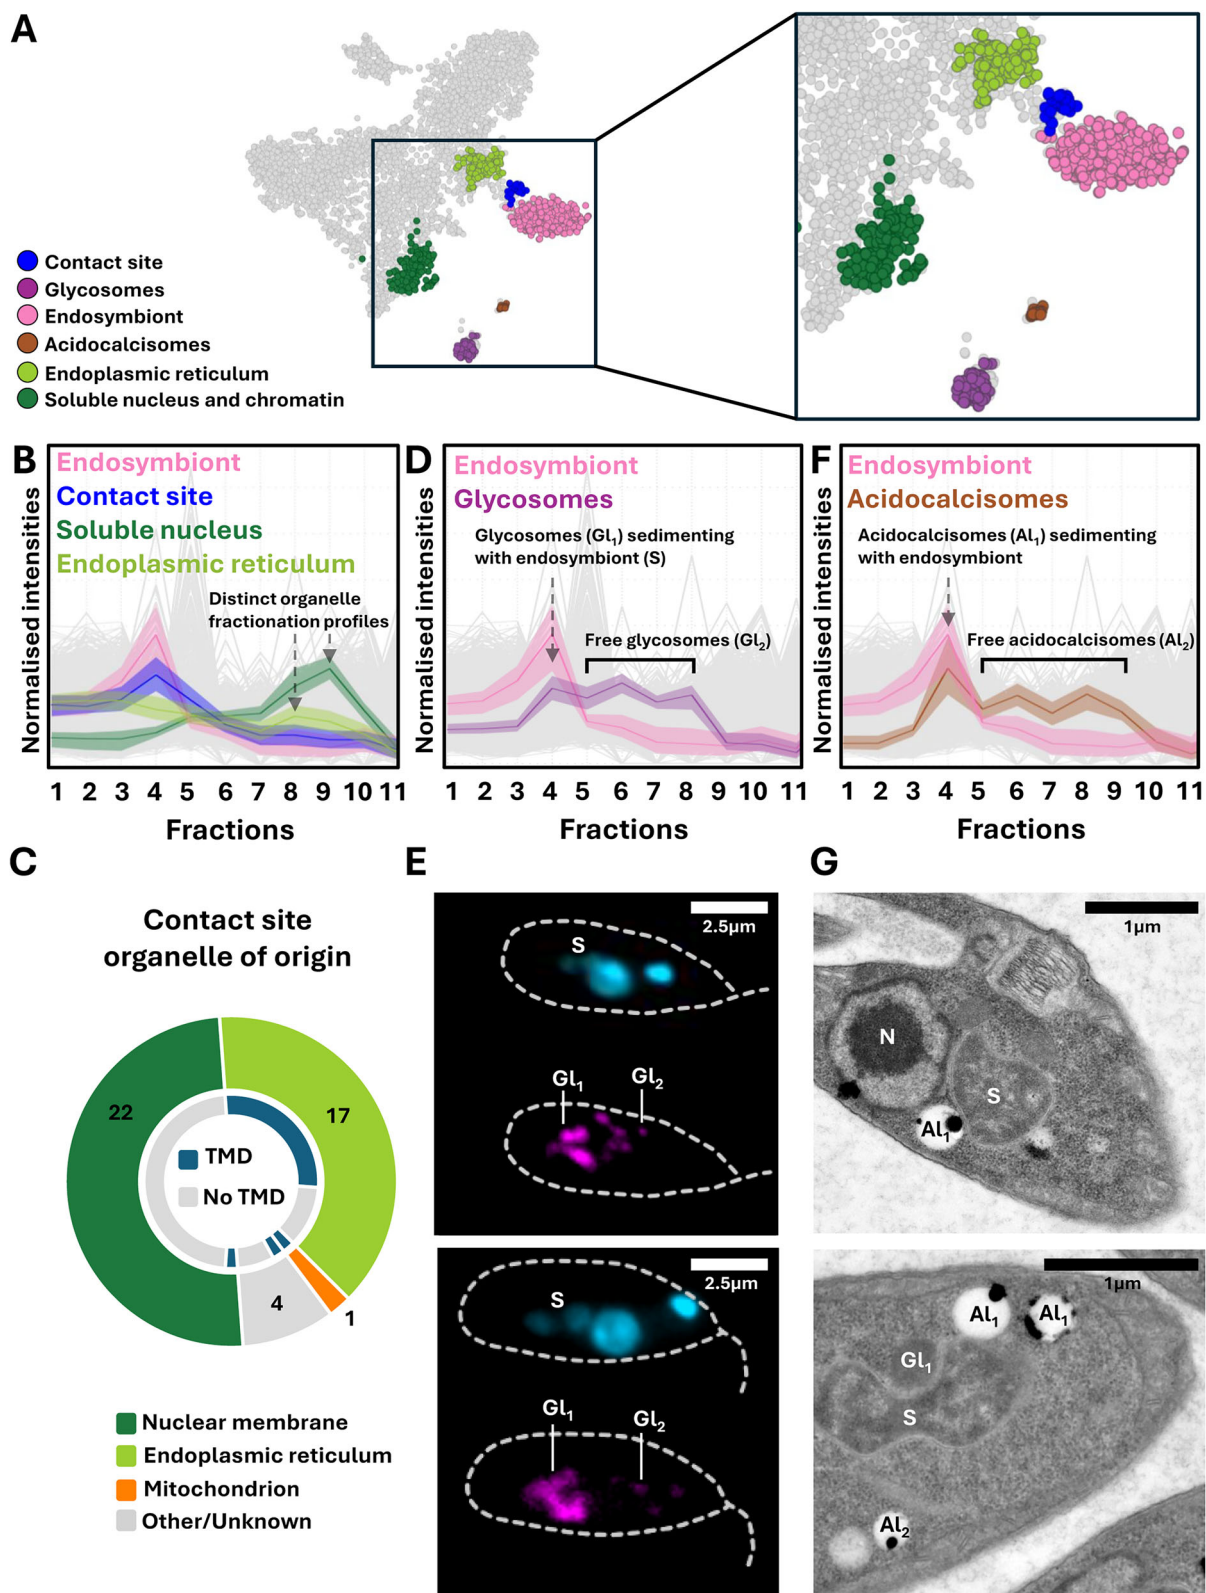 A
Contact site
Glycosomes
Endosymbiont
Acidocalcisomes
Endoplasmic reticulum
Soluble nucleus and chromatin
B
Normalised intensities
Endosymbiont
Contact site
Soluble nucleus
Endoplasmic reticulum
Distinct organelle
fractionation profiles
1 2 3 4 5 6 7 8 9 10 11
Fractions
D
Normalised intensities
Endosymbiont
Glycosomes
Glycosomes (Gl₁) sedimenting
with endosymbiont (S)
Free glycosomes (Gl₂)
1 2 3 4 5 6 7 8 9 10 11
Fractions
F
Normalised intensities
Endosymbiont
Acidocalcisomes
Acidocalcisomes (Al₁) sedimenting
with endosymbiont
Free acidocalcisomes (Al₂)
1 2 3 4 5 6 7 8 9 10 11
Fractions
C
Contact site
organelle of origin
22
17
TMD
No TMD
4
1
Nuclear membrane
Endoplasmic reticulum
Mitochondrion
Other/Unknown
E
2.5μm
S
Gl₁ Gl₂
2.5μm
S
Gl₁ Gl₂
G
1μm
N
S
Al₁
1μm
Al₁ Al₁
Gl₁
S
Al₂